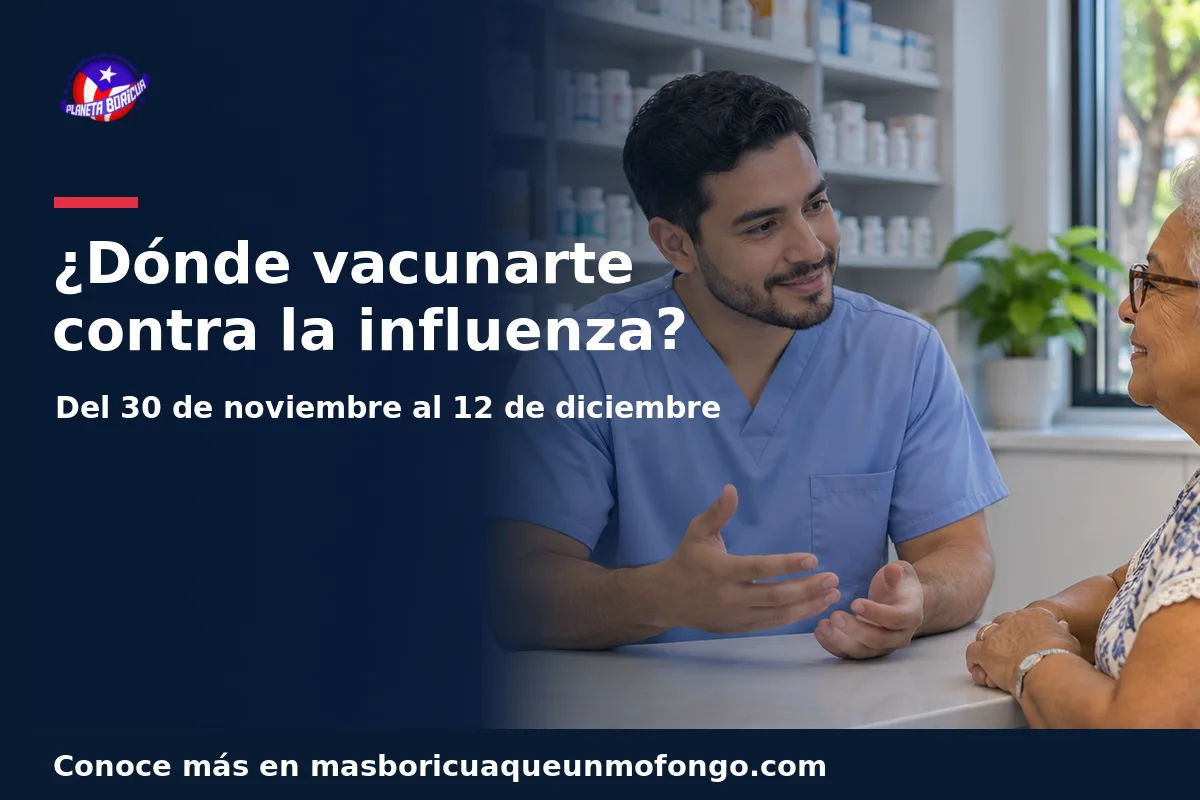 PLANETA BORICUA
¿Dónde vacunarte
contra la influenza?
Del 30 de noviembre al 12 de diciembre
Conoce más en masboricuaqueunmofongo.com